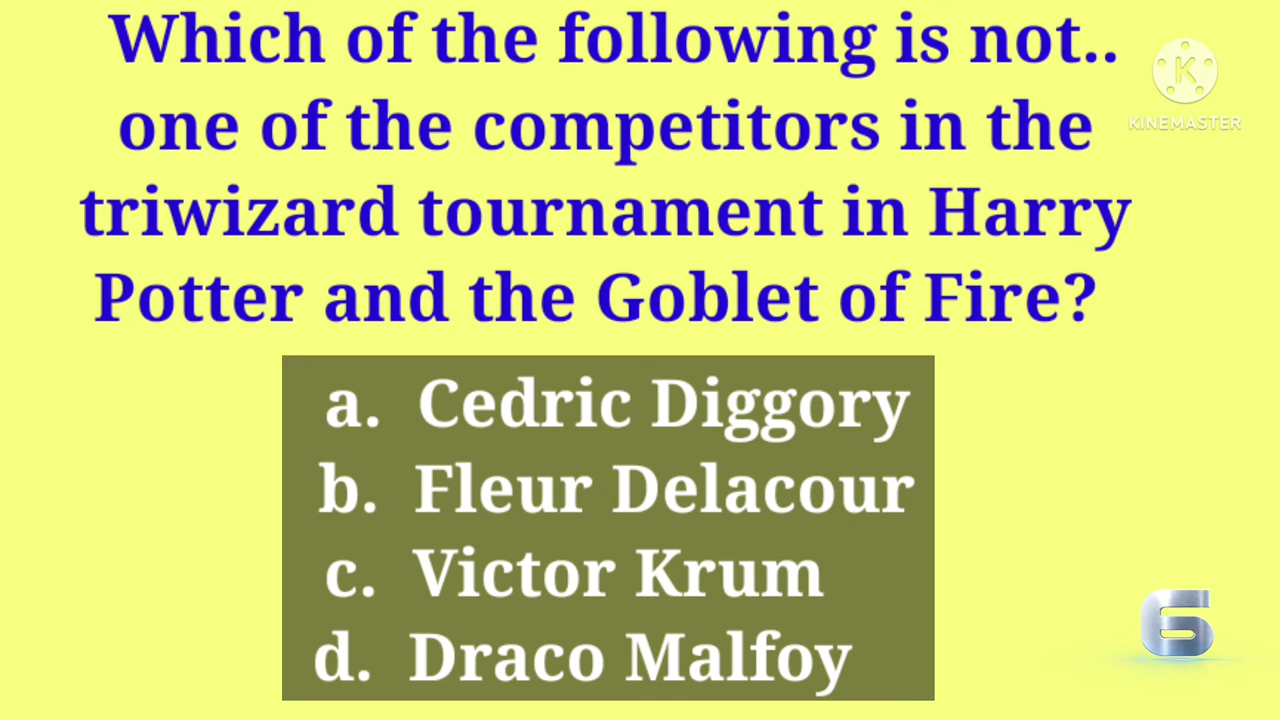 Which of the following is not..
one of the competitors in the
triwizard tournament in Harry
Potter and the Goblet of Fire?
K
KINEMASTER
a. Cedric Diggory
b. Fleur Delacour
c. Victor Krum
d. Draco Malfoy
6